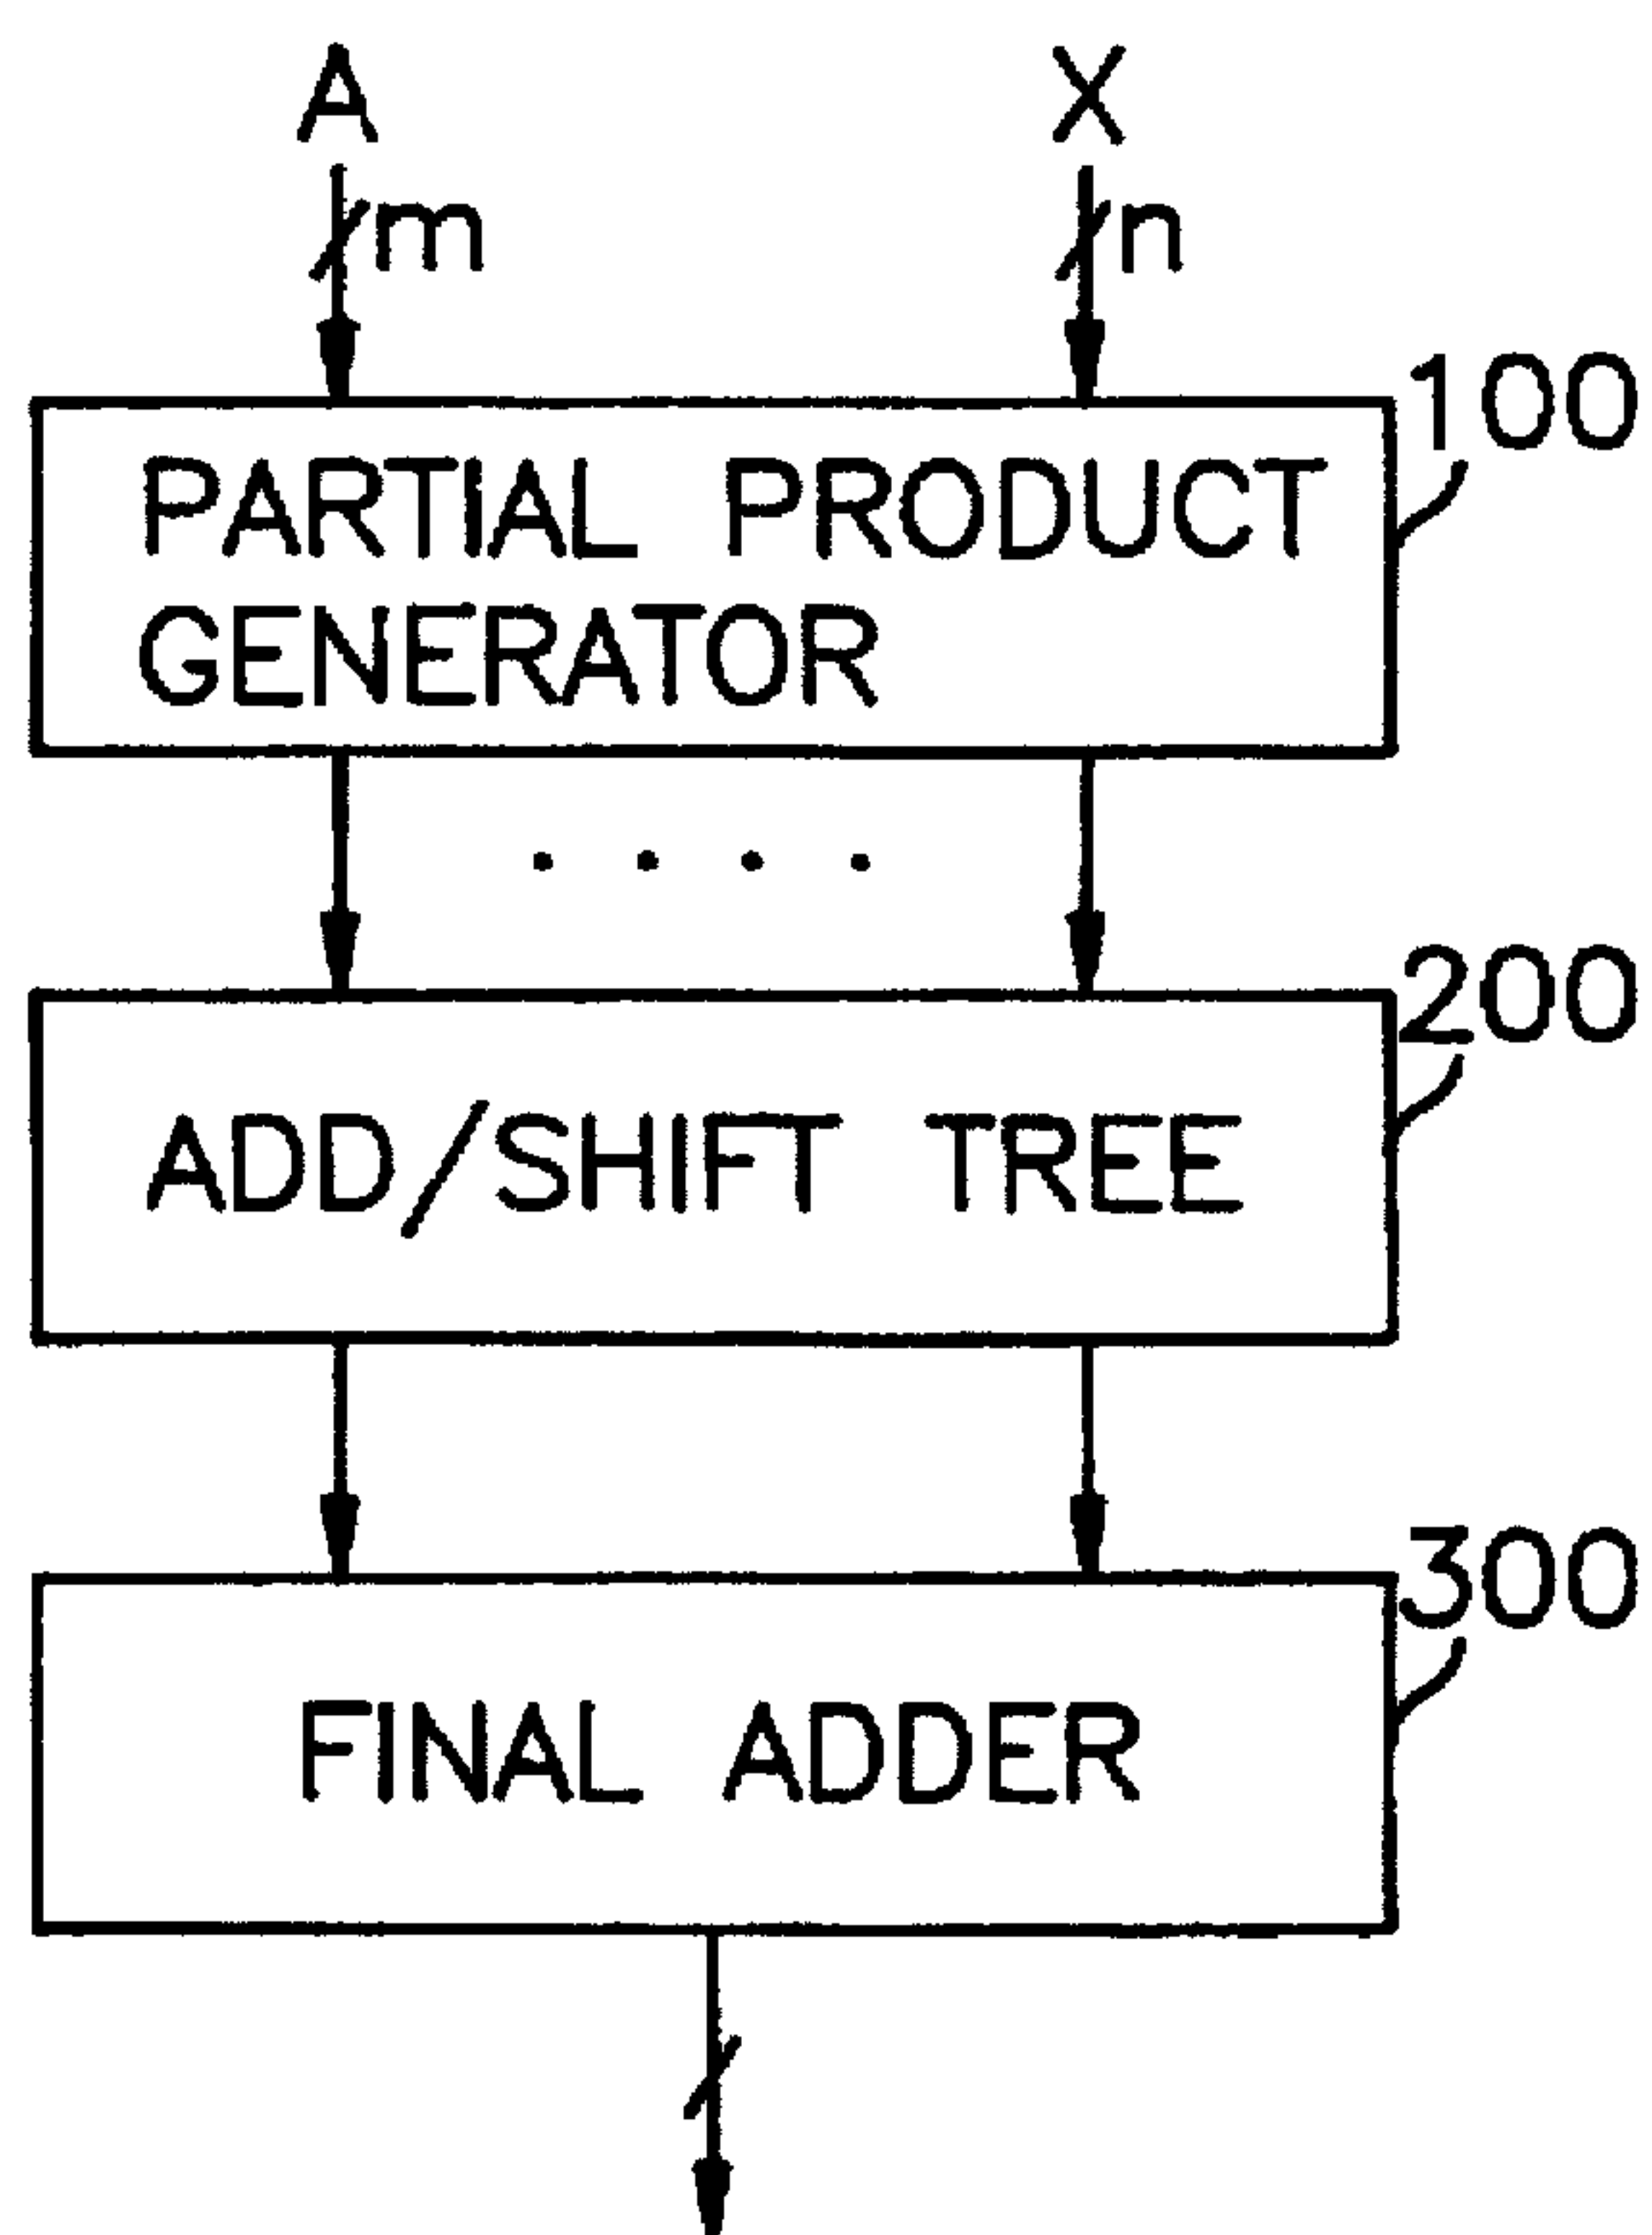 A X
m n
100
PARTIAL PRODUCT
GENERATOR
200
ADD/SHIFT TREE
300
FINAL ADDER